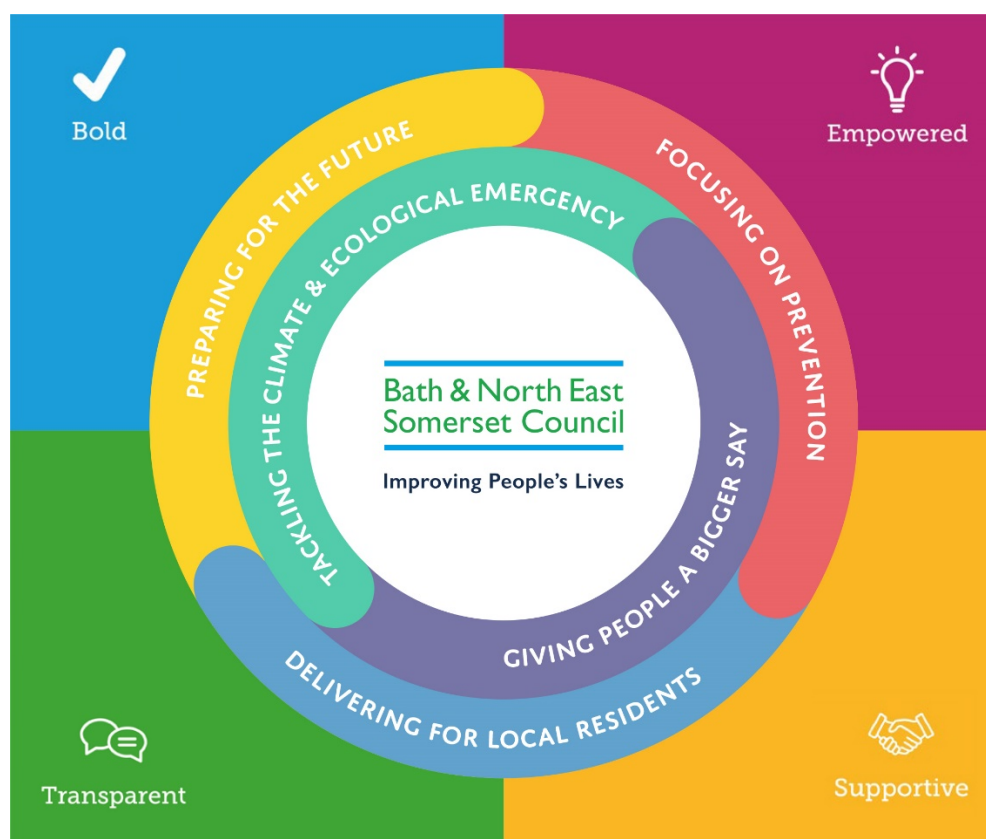 Bold
Empowered
PREPARING FOR THE FUTURE
FOCUSING ON PREVENTION
TACKLING THE CLIMATE & ECOLOGICAL EMERGENCY
Bath & North East
Somerset Council
Improving People's Lives
GIVING PEOPLE A BIGGER SAY
DELIVERING FOR LOCAL RESIDENTS
Transparent
Supportive